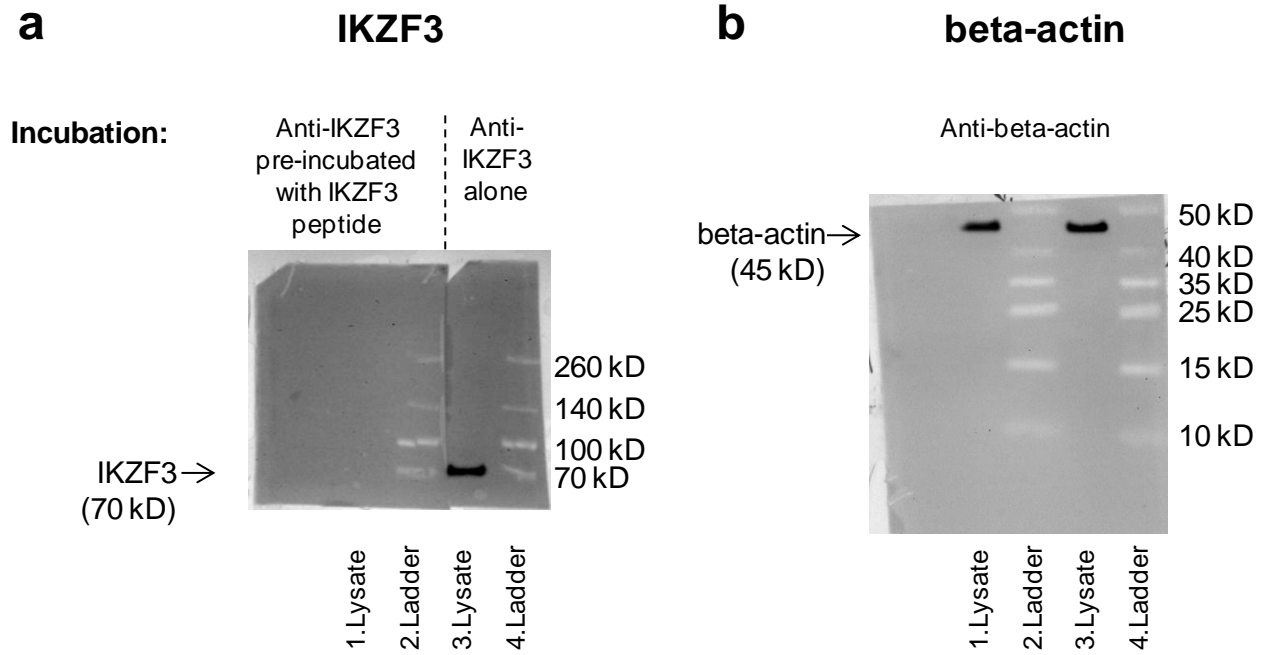 a
IKZF3
Incubation:
Anti-IKZF3
pre-incubated
with IKZF3
peptide
Anti-
IKZF3
alone
260 kD
140 kD
100 kD
70 kD
IKZF3
(70 kD)
1.Lysate
2.Ladder
3.Lysate
4.Ladder
b
beta-actin
Anti-beta-actin
beta-actin
(45 kD)
50 kD
40 kD
35 kD
25 kD
15 kD
10 kD
1.Lysate
2.Ladder
3.Lysate
4.Ladder